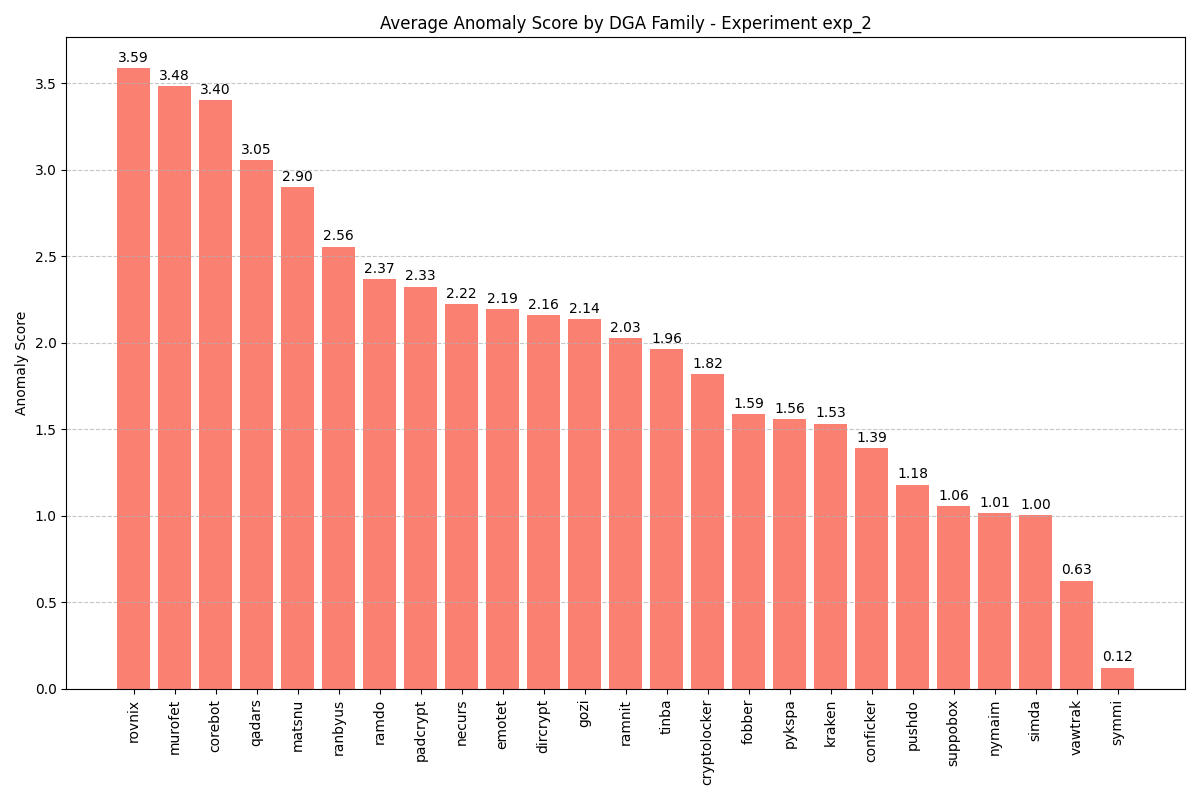 Average Anomaly Score by DGA Family - Experiment exp_2
Anomaly Score
3.5
3.0
2.5
2.0
1.5
1.0
0.5
0.0
3.59
3.48
3.40
3.05
2.90
2.56
2.37
2.33
2.22
2.19
2.16
2.14
2.03
1.96
1.82
1.59
1.56
1.53
1.39
1.18
1.06
1.01
1.00
0.63
0.12
rovnix
murofet
corebot
qadars
matsnu
ranbyus
ramdo
padcrypt
necurs
emotet
dircrypt
gozi
ramnit
tinba
cryptolocker
fobber
pykspa
kraken
conficker
pushdo
suppobox
nymaim
simda
vawtrak
symmi